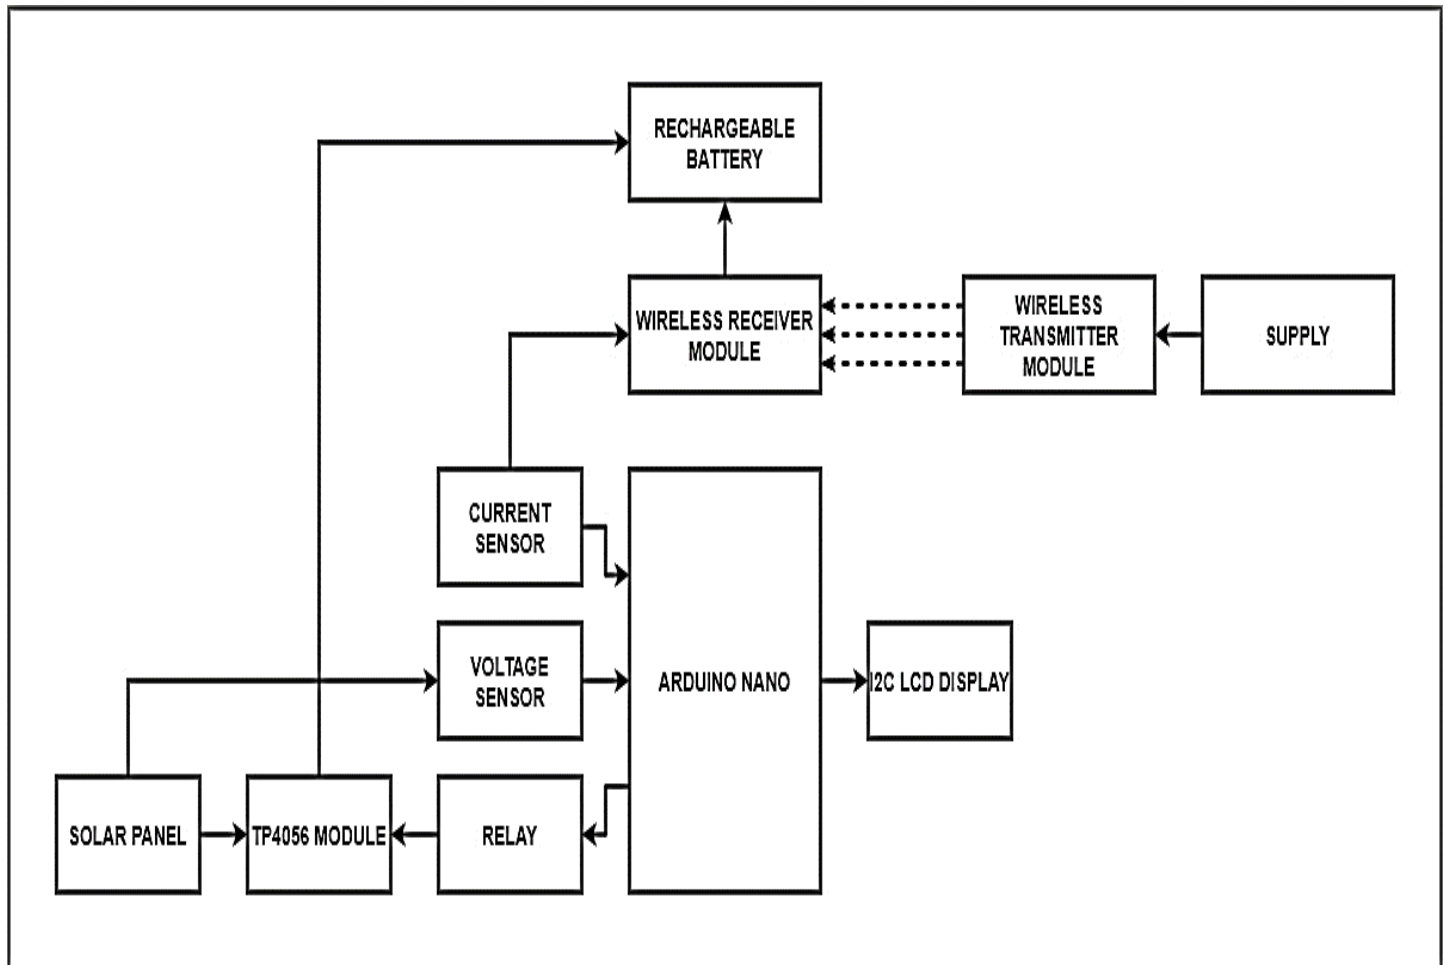 RECHARGEABLE
BATTERY
WIRELESS RECEIVER
MODULE
WIRELESS
TRANSMITTER
MODULE
SUPPLY
CURRENT
SENSOR
VOLTAGE
SENSOR
ARDUINO NANO
I2C LCD DISPLAY
SOLAR PANEL
TP4056 MODULE
RELAY